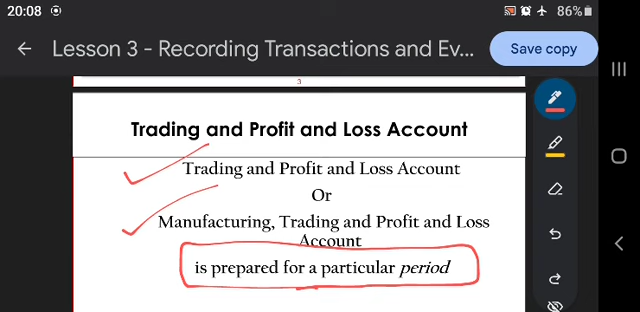 20:08
86%
Lesson 3 - Recording Transactions and Ev...
Save copy
3
Trading and Profit and Loss Account
Trading and Profit and Loss Account
Or
Manufacturing, Trading and Profit and Loss
Account
is prepared for a particular period